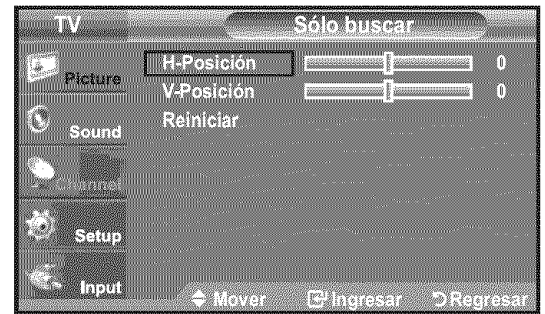 TV Sólo buscar
Picture
H-Posición 0
V-Posición 0
Sound
Reiniciar
Channel
Setup
Input
Mover Ingresar Regresar